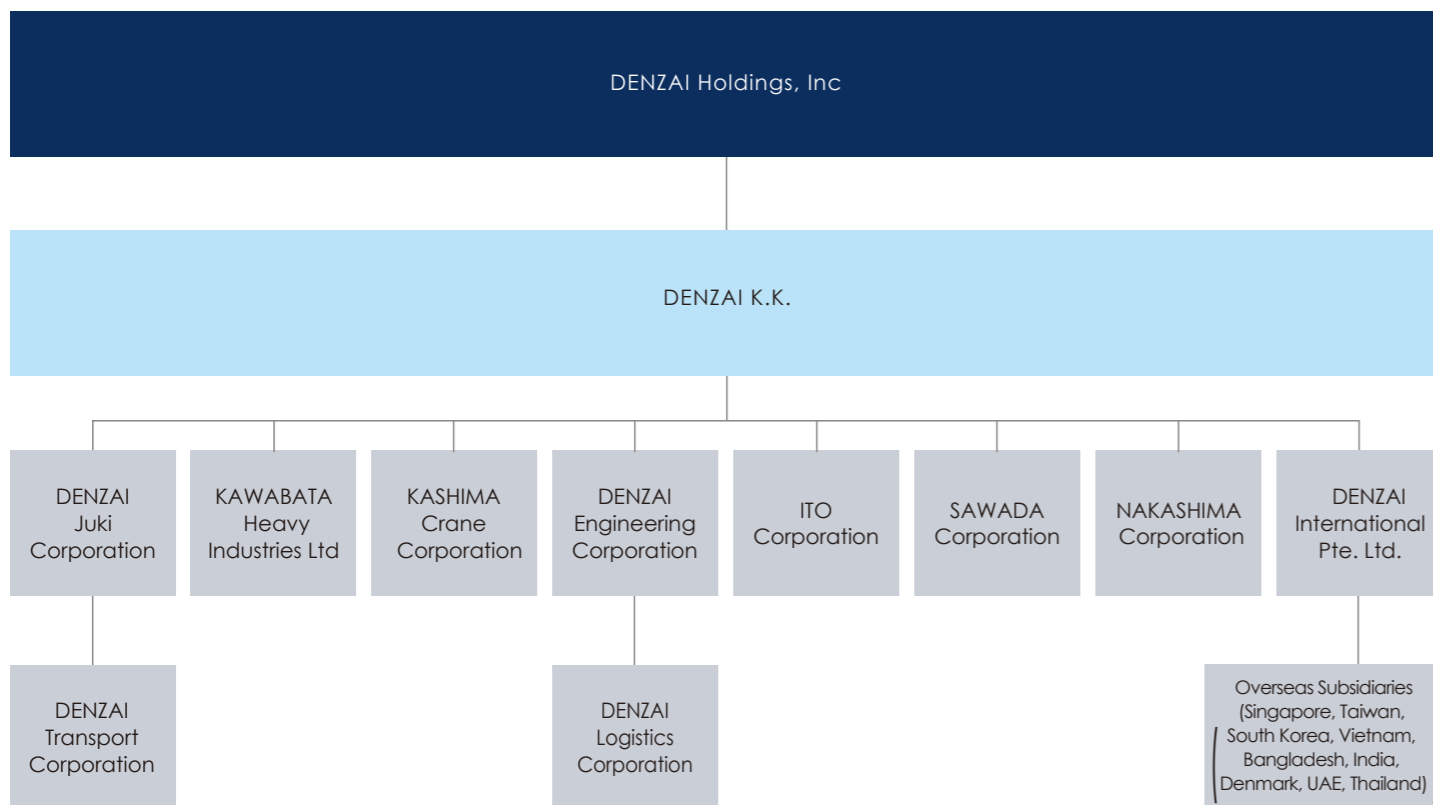 DENZAI Holdings, Inc
DENZAI K.K.
DENZAI
Juki
Corporation
KAWABATA
Heavy
Industries Ltd
KASHIMA
Crane
Corporation
DENZAI
Engineering
Corporation
ITO
Corporation
SAWADA
Corporation
NAKASHIMA
Corporation
DENZAI
International
Pte. Ltd.
DENZAI
Transport
Corporation
DENZAI
Logistics
Corporation
Overseas Subsidiaries
(Singapore, Taiwan,
South Korea, Vietnam,
Bangladesh, India,
Denmark, UAE, Thailand)